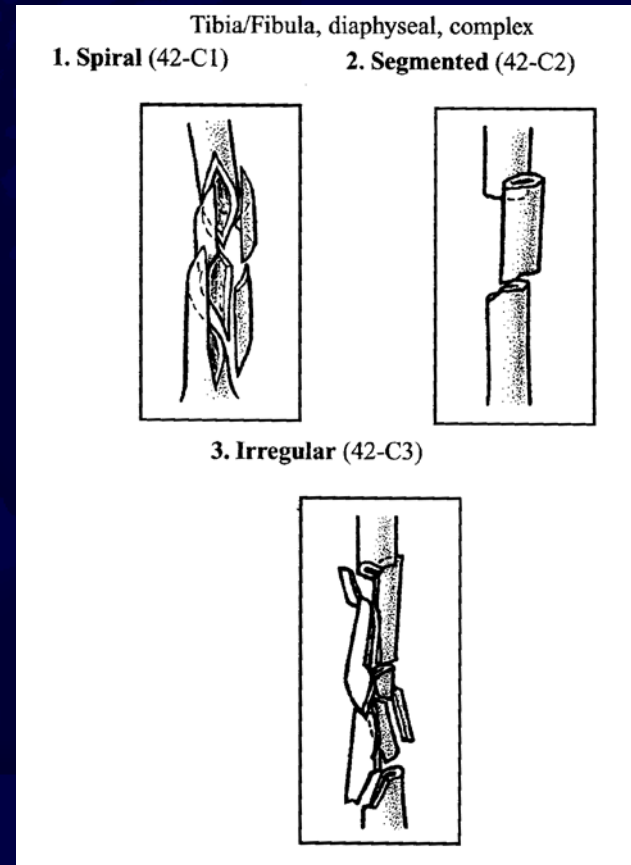 Tibia/Fibula, diaphyseal, complex
1. Spiral (42-C1) 2. Segmented (42-C2)
3. Irregular (42-C3)